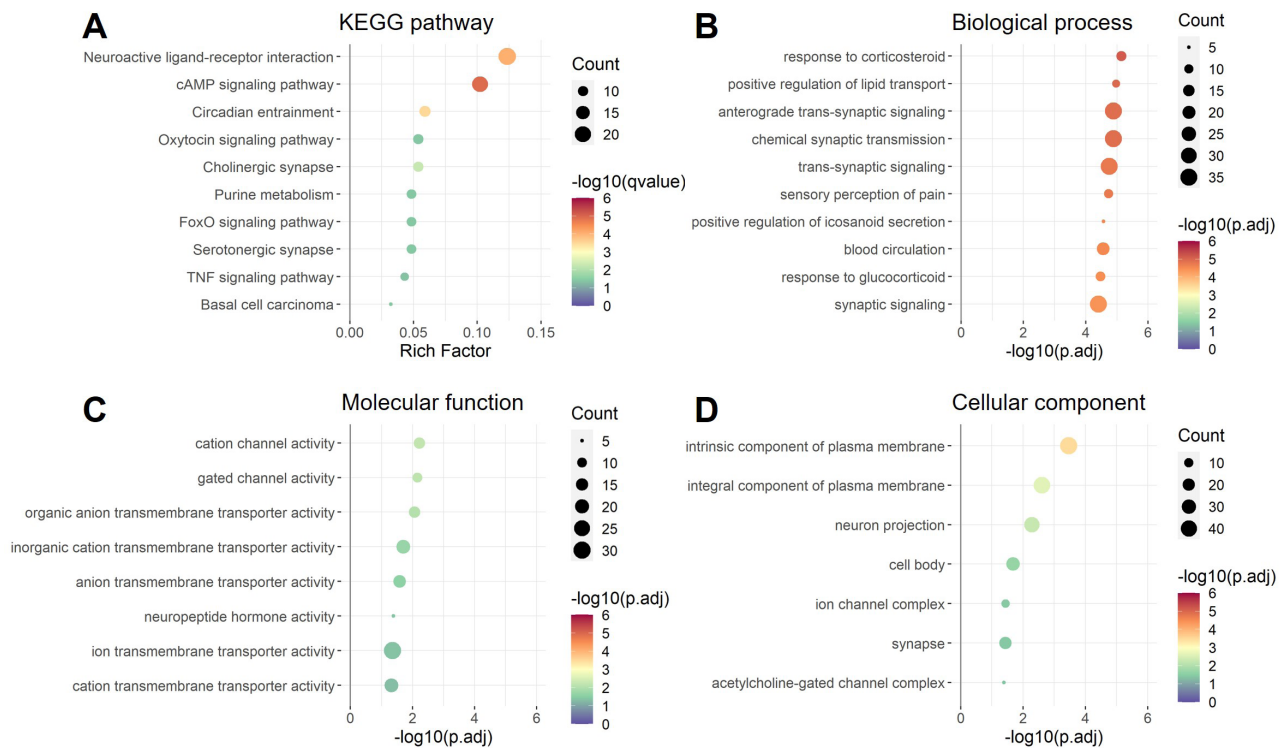 A
KEGG pathway
Neuroactive ligand-receptor interaction
cAMP signaling pathway
Circadian entrainment
Oxytocin signaling pathway
Cholinergic synapse
Purine metabolism
FoxO signaling pathway
Serotonergic synapse
TNF signaling pathway
Basal cell carcinoma
0.00 0.05 0.10 0.15
Rich Factor
Count
10
15
20
-log10(qvalue)
6
5
4
3
2
1
0
B
Biological process
response to corticosteroid
positive regulation of lipid transport
anterograde trans-synaptic signaling
chemical synaptic transmission
trans-synaptic signaling
sensory perception of pain
positive regulation of icosanoid secretion
blood circulation
response to glucocorticoid
synaptic signaling
0 2 4 6
-log10(p.adj)
Count
5
10
15
20
25
30
35
-log10(p.adj)
6
5
4
3
2
1
0
C
Molecular function
cation channel activity
gated channel activity
organic anion transmembrane transporter activity
inorganic cation transmembrane transporter activity
anion transmembrane transporter activity
neuropeptide hormone activity
ion transmembrane transporter activity
cation transmembrane transporter activity
0 2 4 6
-log10(p.adj)
Count
5
10
15
20
25
30
-log10(p.adj)
6
5
4
3
2
1
0
D
Cellular component
intrinsic component of plasma membrane
integral component of plasma membrane
neuron projection
cell body
ion channel complex
synapse
acetylcholine-gated channel complex
0 2 4 6
-log10(p.adj)
Count
10
20
30
40
-log10(p.adj)
6
5
4
3
2
1
0